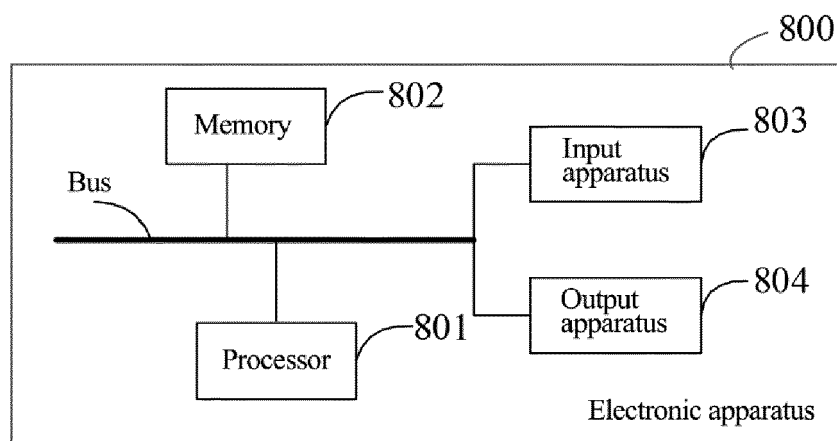 800
Memory
802
Input
apparatus
803
Bus
Output
apparatus
804
Processor
801
Electronic apparatus